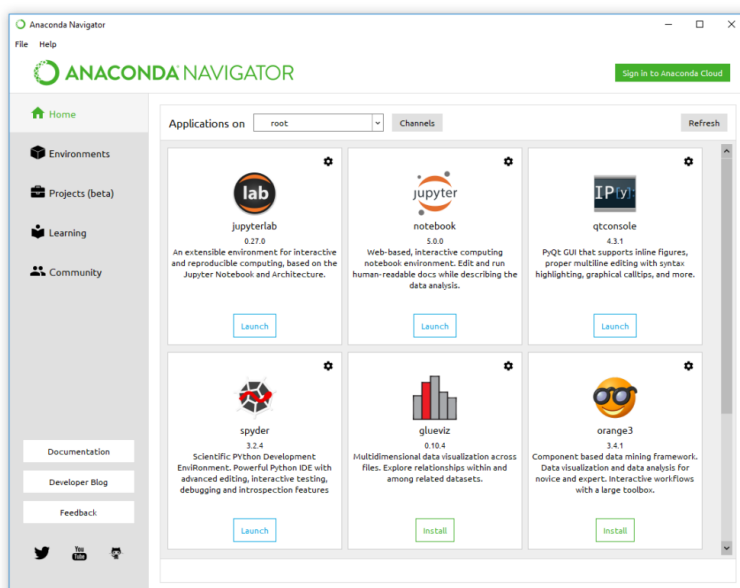 Anaconda Navigator
File Help
ANACONDA NAVIGATOR
Sign in to Anaconda Cloud
Home
Environments
Projects (beta)
Learning
Community
Documentation
Developer Blog
Feedback
You
Tube
Applications on root Channels Refresh
lab
jupyterlab
0.27.0
An extensible environment for interactive
and reproducible computing, based on the
Jupyter Notebook and Architecture.
Launch
jupyter
notebook
5.0.0
Web-based, interactive computing
notebook environment. Edit and run
human-readable docs while describing the
data analysis.
Launch
IP[y]
qtconsole
4.3.1
PyQt GUI that supports inline figures,
proper multiline editing with syntax
highlighting, graphical calltips, and more.
Launch
spyder
3.2.4
Scientific PYthon Development
EnviRonment. Powerful Python IDE with
advanced editing, interactive testing,
debugging and introspection features
Launch
glueviz
0.10.4
Multidimensional data visualization across
files. Explore relationships within and
among related datasets.
Install
orange3
3.4.1
Component based data mining framework.
Data visualization and data analysis for
novice and expert. Interactive workflows
with a large toolbox.
Install